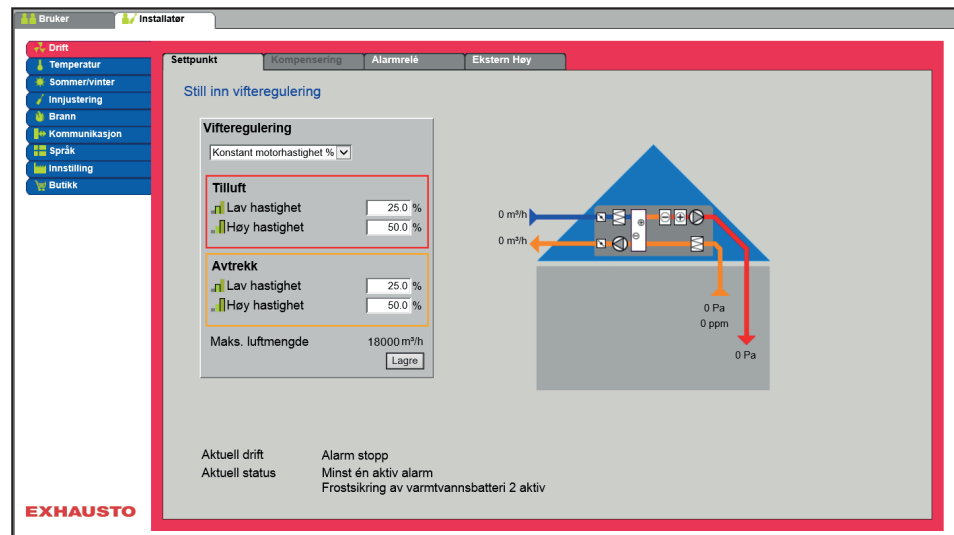 Bruker
Installatør
Drift
Temperatur
Sommer/vinter
Innjustering
Brann
Kommunikasjon
Språk
Innstilling
Butikk
EXHAUSTO
Settpunkt
Kompensering
Alarmrelé
Ekstern Høy
Still inn vifteregulering
Vifteregulering
Konstant motorhastighet %
Tilluft
Lav hastighet 25.0 %
Høy hastighet 50.0 %
Avtrekk
Lav hastighet 25.0 %
Høy hastighet 50.0 %
Maks. luftmengde 18000 m³/h
Lagre
0 m³/h
0 m³/h
0 Pa
0 ppm
0 Pa
Aktuell drift Alarm stopp
Aktuell status Minst én aktiv alarm
Frostsikring av varmtvannsbatteri 2 aktiv